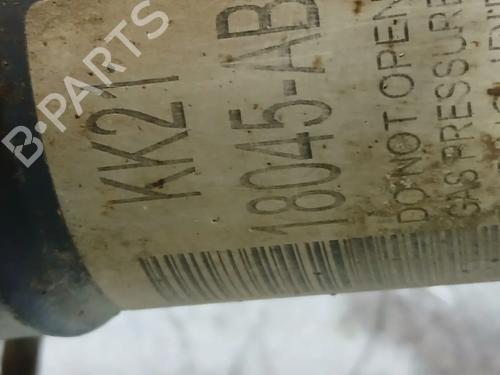 B-PARTS
KK21
18045-AB
DO NOT OPEN
GAS PRESSURE